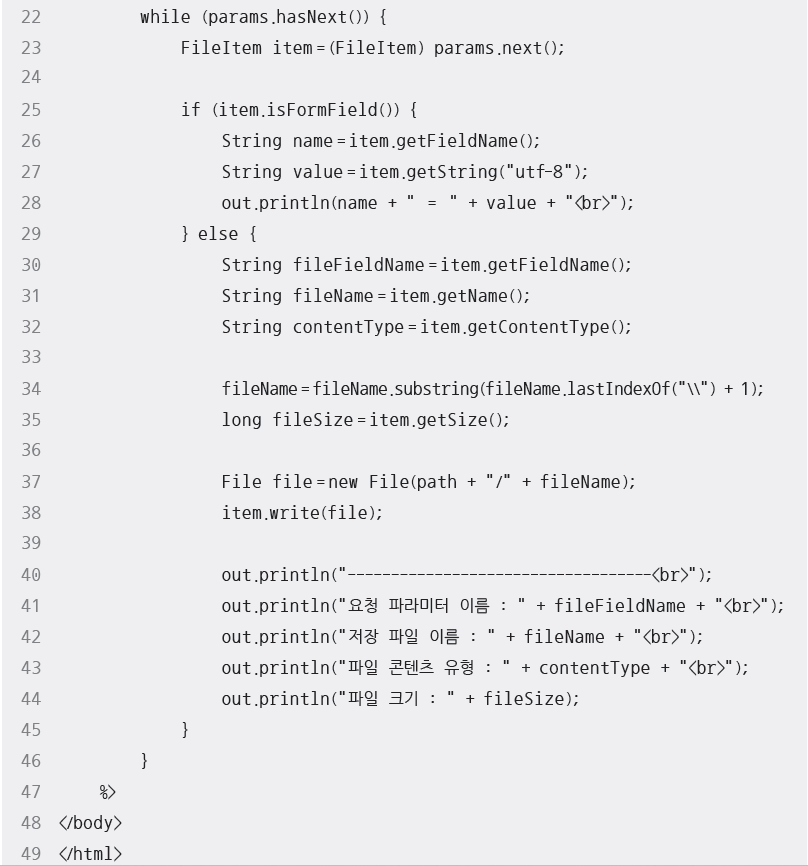 22 while (params.hasNext()) {
23 FileItem item=(FileItem) params.next();
24
25 if (item.isFormField()) {
26 String name=item.getFieldName();
27 String value=item.getString("utf-8");
28 out.println(name + " = " + value + "<br>");
29 } else {
30 String fileFieldName=item.getFieldName();
31 String fileName=item.getName();
32 String contentType=item.getContentType();
33
34 fileName=fileName.substring(fileName.lastIndexOf("\\") + 1);
35 long fileSize=item.getSize();
36
37 File file=new File(path + "/" + fileName);
38 item.write(file);
39
40 out.println("-----------------------------------<br>");
41 out.println("요청 파라미터 이름 : " + fileFieldName + "<br>");
42 out.println("저장 파일 이름 : " + fileName + "<br>");
43 out.println("파일 콘텐츠 유형 : " + contentType + "<br>");
44 out.println("파일 크기 : " + fileSize);
45 }
46 }
47 %>
48 </body>
49 </html>